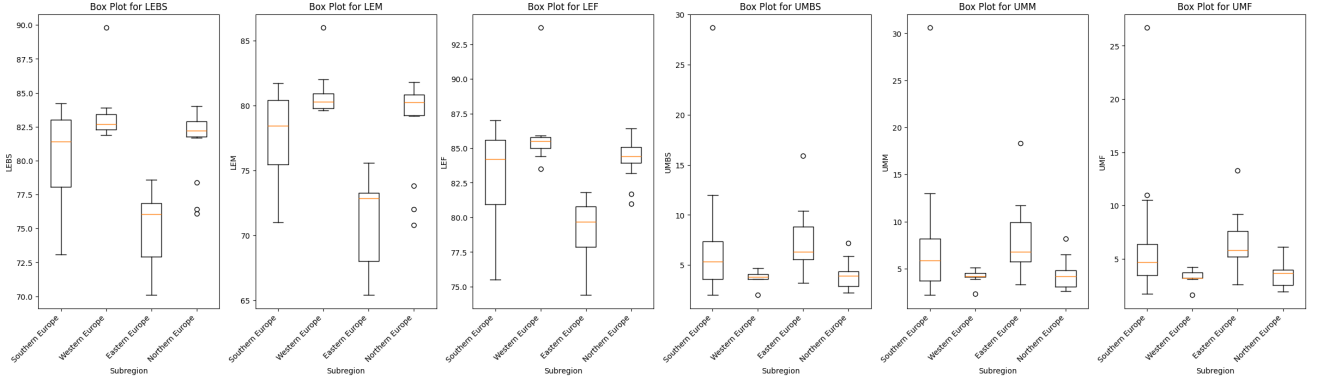 Box Plot for LEBS
90.0
87.5
85.0
82.5
80.0
77.5
75.0
72.5
70.0
LEBS
Southern Europe
Western Europe
Eastern Europe
Northern Europe
Subregion
Box Plot for LEM
85
80
75
70
65
LEM
Southern Europe
Western Europe
Eastern Europe
Northern Europe
Subregion
Box Plot for LEF
92.5
90.0
87.5
85.0
82.5
80.0
77.5
75.0
LEF
Southern Europe
Western Europe
Eastern Europe
Northern Europe
Subregion
Box Plot for UMBS
30
25
20
15
10
5
UMBS
Southern Europe
Western Europe
Eastern Europe
Northern Europe
Subregion
Box Plot for UMM
30
25
20
15
10
5
UMM
Southern Europe
Western Europe
Eastern Europe
Northern Europe
Subregion
Box Plot for UMF
25
20
15
10
5
UMF
Southern Europe
Western Europe
Eastern Europe
Northern Europe
Subregion